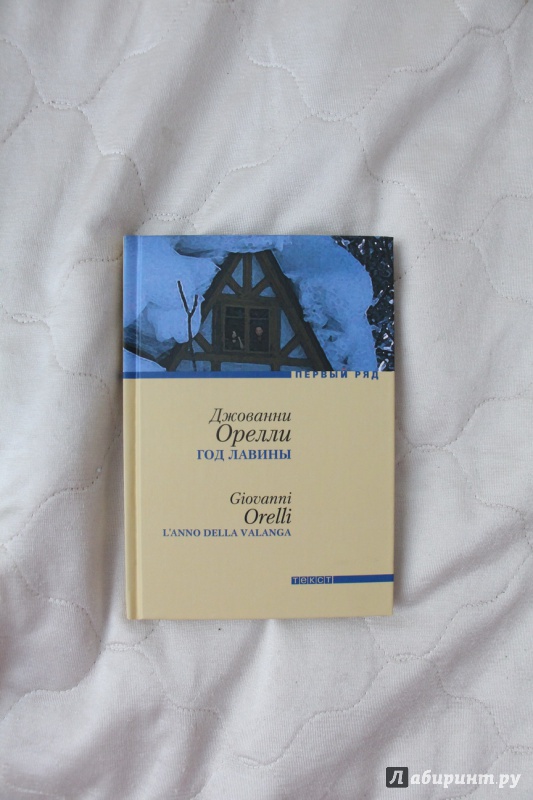 ПЕРВЫЙ РЯД
Джованни
Орелли
ГОД ЛАВИНЫ
Giovanni
Orelli
L'ANNO DELLA VALANGA
ТЕКСТ
Лабиринт.ру